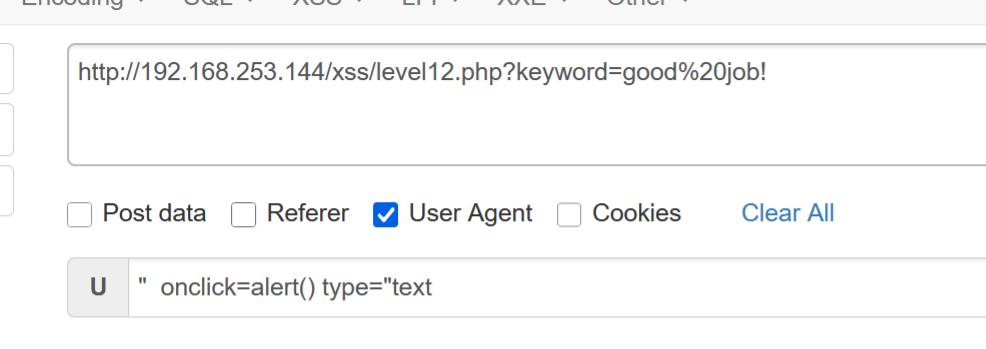 Encoding SQL XSS LFI XXE Other
http://192.168.253.144/xss/level12.php?keyword=good%20job!
Post data Referer User Agent Cookies Clear All
U "  onclick=alert() type="text